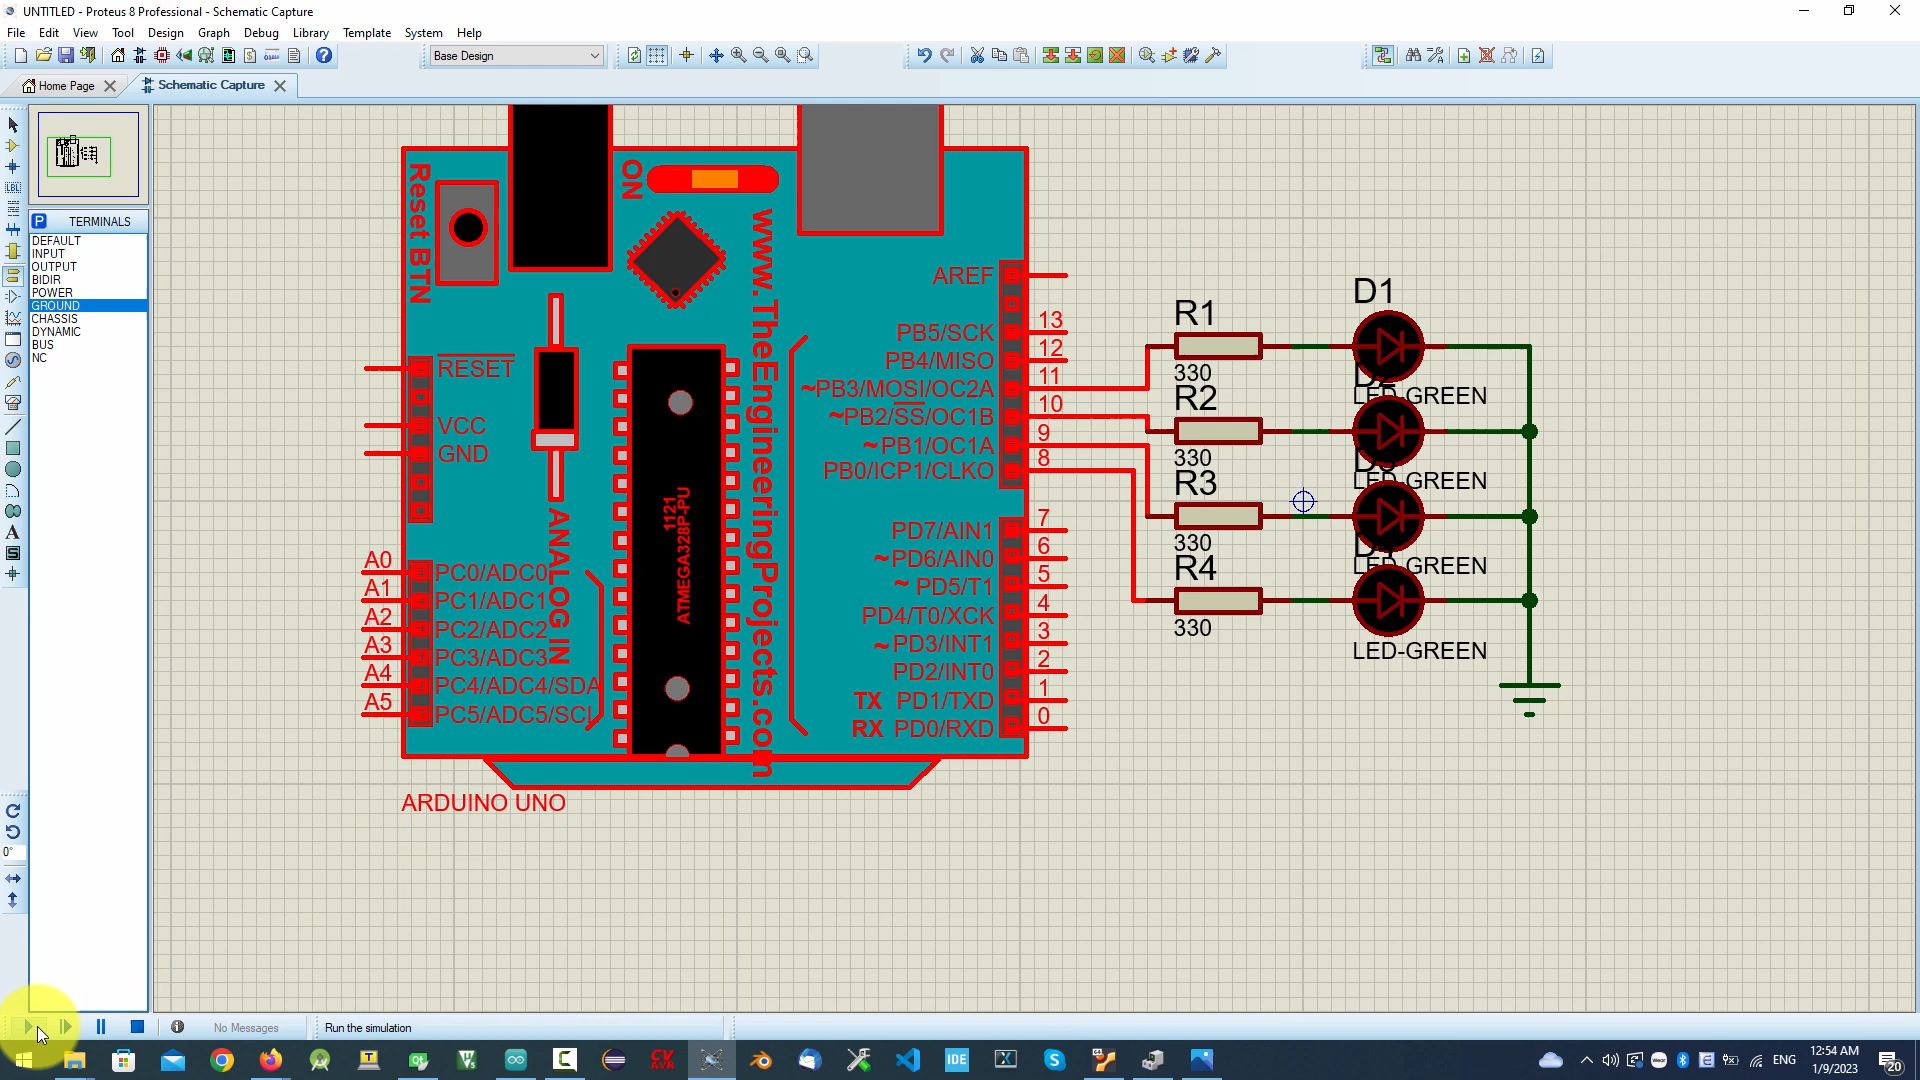 UNTITLED - Proteus 8 Professional - Schematic Capture
File Edit View Tool Design Graph Debug Library Template System Help
Base Design
Home Page
Schematic Capture
LBL
P TERMINALS
DEFAULT
INPUT
OUTPUT
BIDIR
POWER
GROUND
CHASSIS
DYNAMIC
BUS
NC
0°
Reset BTN
ON
www.TheEngineeringProjects.com
1121
ATMEGA328P-PU
ANALOG IN
RESET
VCC
GND
A0 PC0/ADC0
A1 PC1/ADC1
A2 PC2/ADC2
A3 PC3/ADC3
A4 PC4/ADC4/SDA
A5 PC5/ADC5/SCL
AREF
PB5/SCK 13
PB4/MISO 12
~PB3/MOSI/OC2A 11
~PB2/SS/OC1B 10
~PB1/OC1A 9
PB0/ICP1/CLKO 8
PD7/AIN1 7
~PD6/AIN0 6
~ PD5/T1 5
PD4/T0/XCK 4
~PD3/INT1 3
PD2/INT0 2
TX PD1/TXD 1
RX PD0/RXD 0
ARDUINO UNO
R1
330
R2
330
R3
330
R4
330
D1
LED-GREEN
D2
LED-GREEN
D3
LED-GREEN
D4
LED-GREEN
No Messages
Run the simulation
CV
AVR
IDE
ENG
12:54 AM
1/9/2023
20